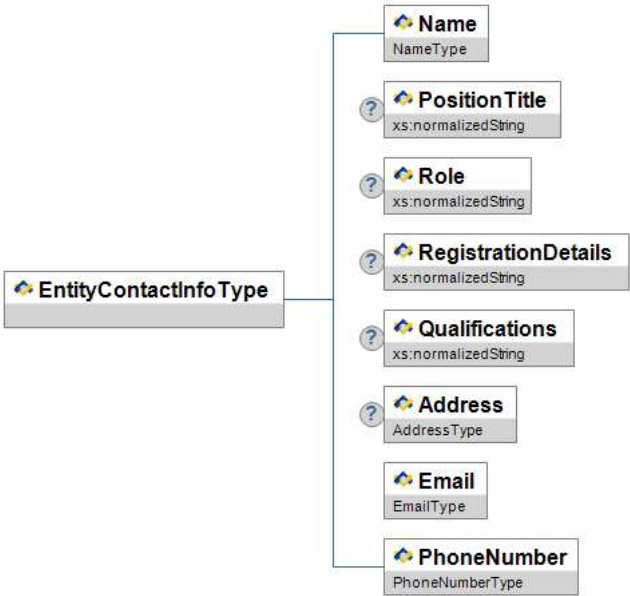 Name
NameType
?
PositionTitle
xs:normalizedString
?
Role
xs:normalizedString
?
RegistrationDetails
xs:normalizedString
EntityContactInfoType
?
Qualifications
xs:normalizedString
?
Address
AddressType
Email
EmailType
PhoneNumber
PhoneNumberType